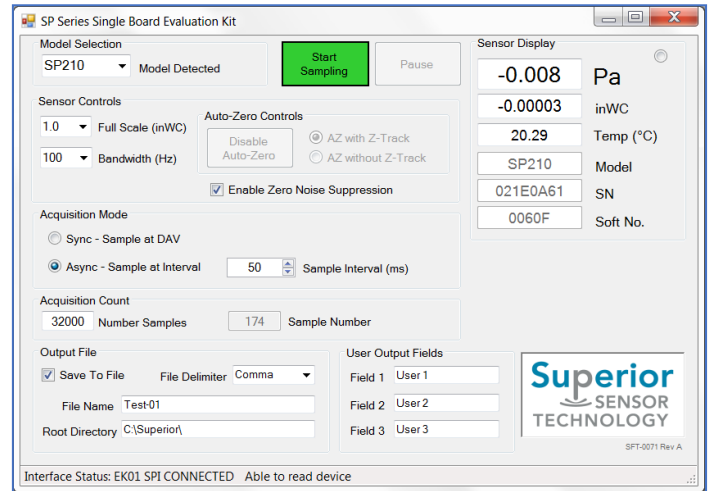 SP Series Single Board Evaluation Kit
Model Selection
SP210 Model Detected
Start
Sampling
Pause
Sensor Display
-0.008 Pa
-0.00003 inWC
20.29 Temp (°C)
SP210 Model
021E0A61 SN
0060F Soft No.
Sensor Controls
1.0 Full Scale (inWC)
100 Bandwidth (Hz)
Auto-Zero Controls
Disable
Auto-Zero
AZ with Z-Track
AZ without Z-Track
Enable Zero Noise Suppression
Acquisition Mode
Sync - Sample at DAV
Async - Sample at Interval 50 Sample Interval (ms)
Acquisition Count
32000 Number Samples 174 Sample Number
Output File
Save To File File Delimiter Comma
File Name Test-01
Root Directory C:\Superior\
User Output Fields
Field 1 User1
Field 2 User2
Field 3 User3
Superior
SENSOR
TECHNOLOGY
SFT-0071 Rev A
Interface Status: EK01 SPI CONNECTED Able to read device